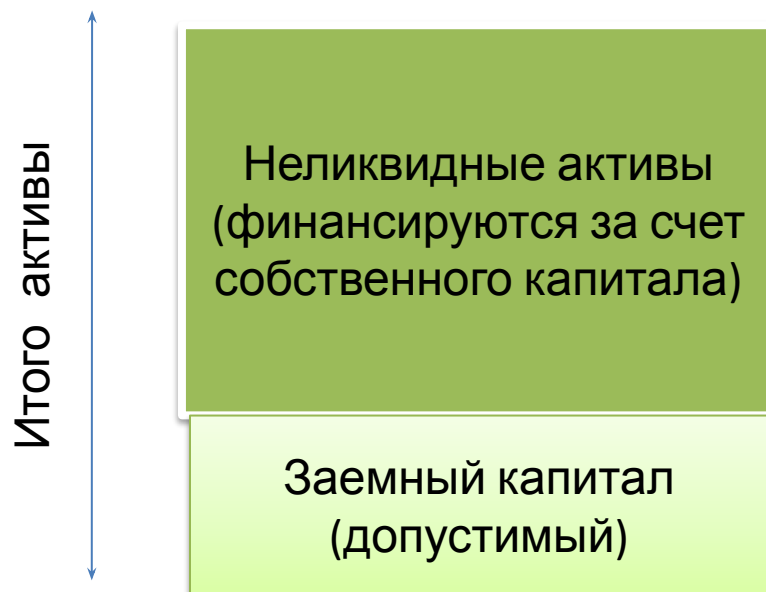 Итого активы
Неликвидные активы
(финансируются за счет
собственного капитала)
Заемный капитал
(допустимый)